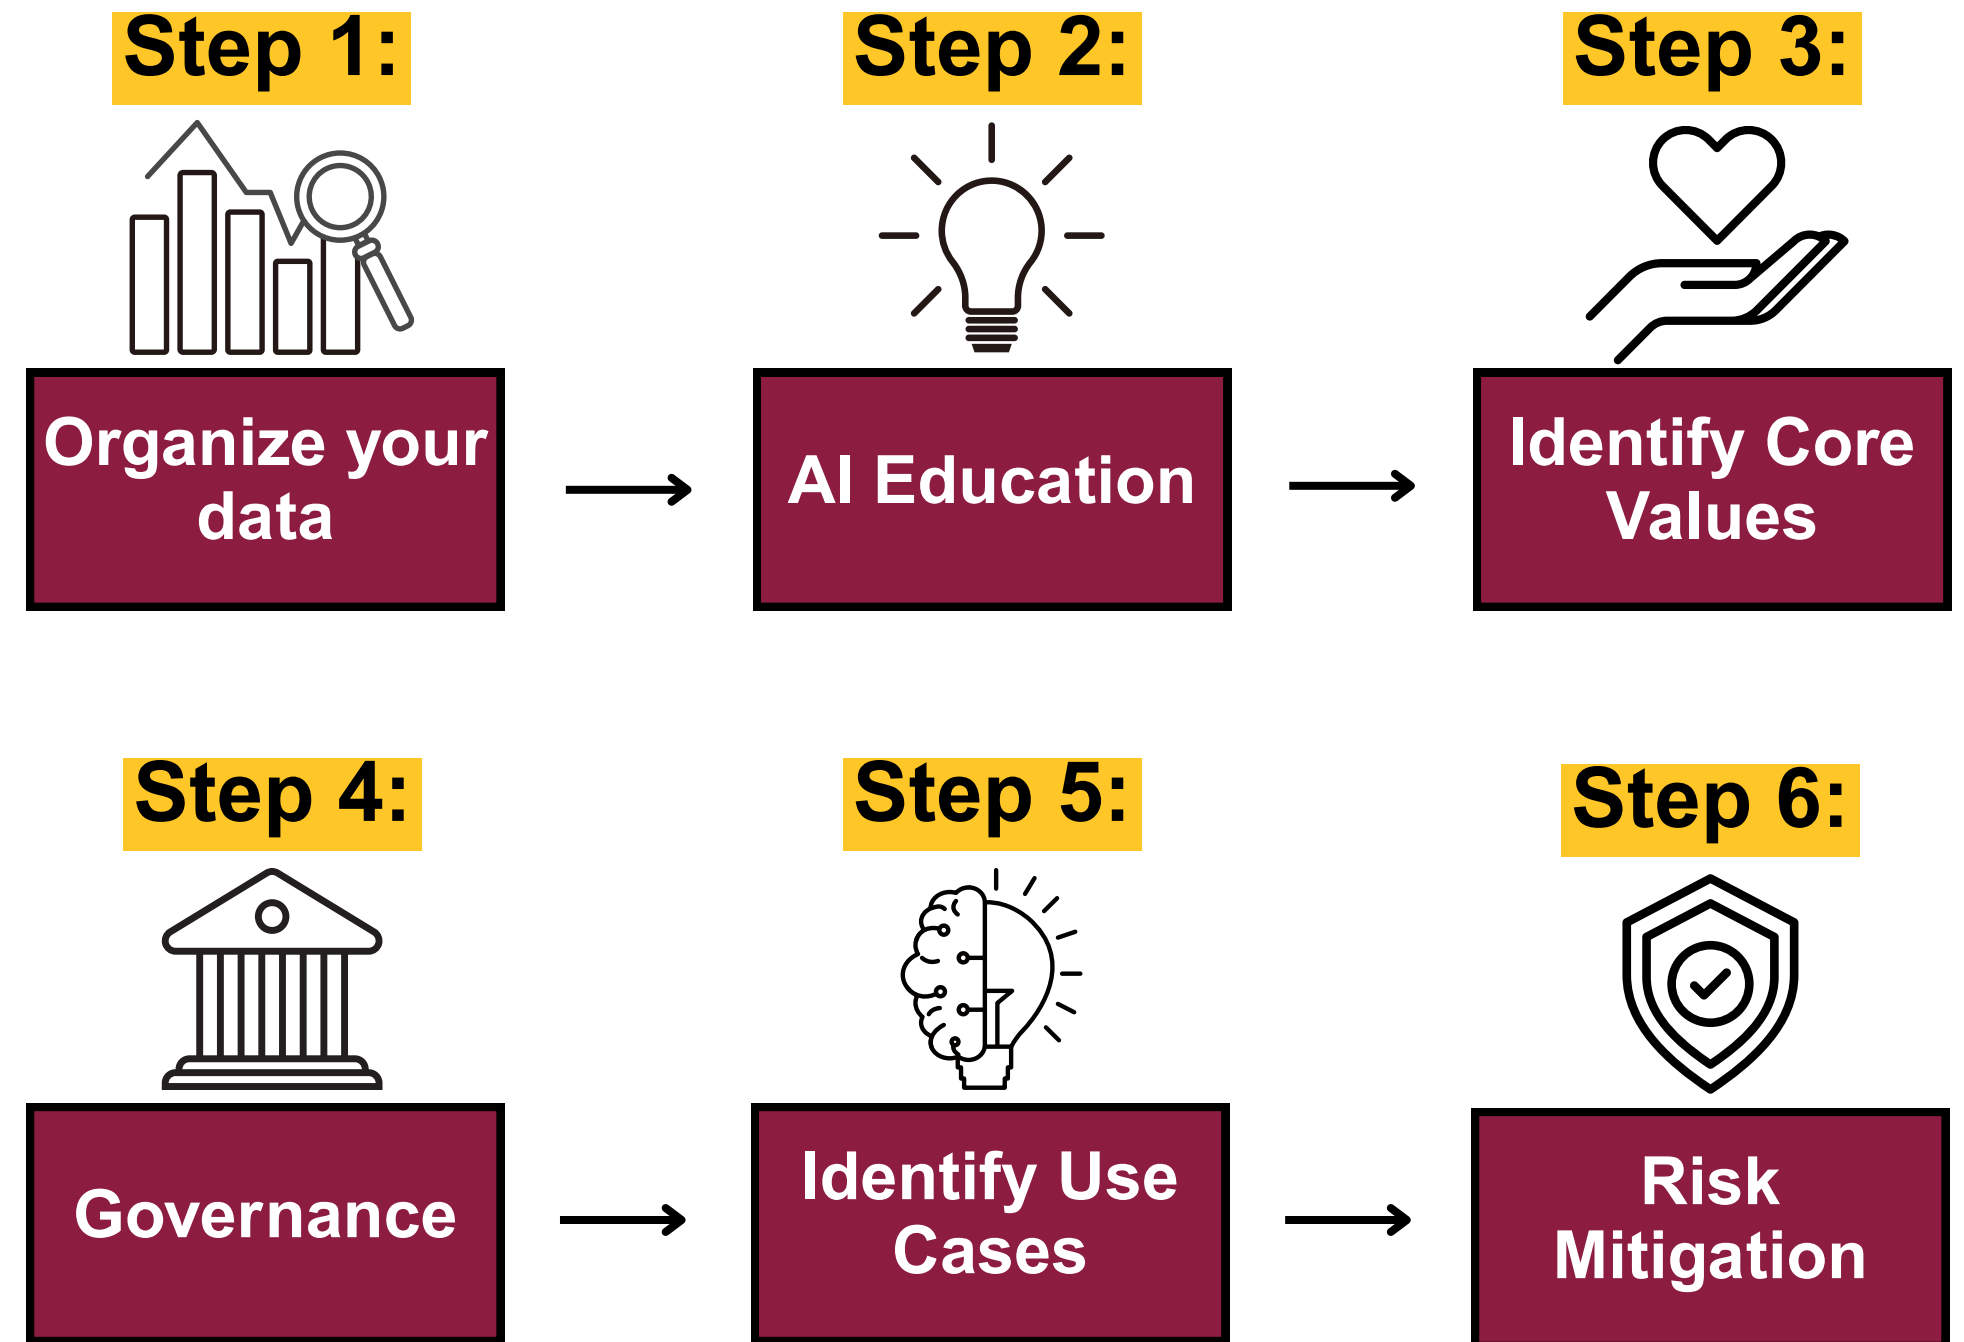 Step 1:
Step 2:
Step 3:
Organize your
data
AI Education
Identify Core
Values
Step 4:
Step 5:
Step 6:
Governance
Identify Use
Cases
Risk
Mitigation